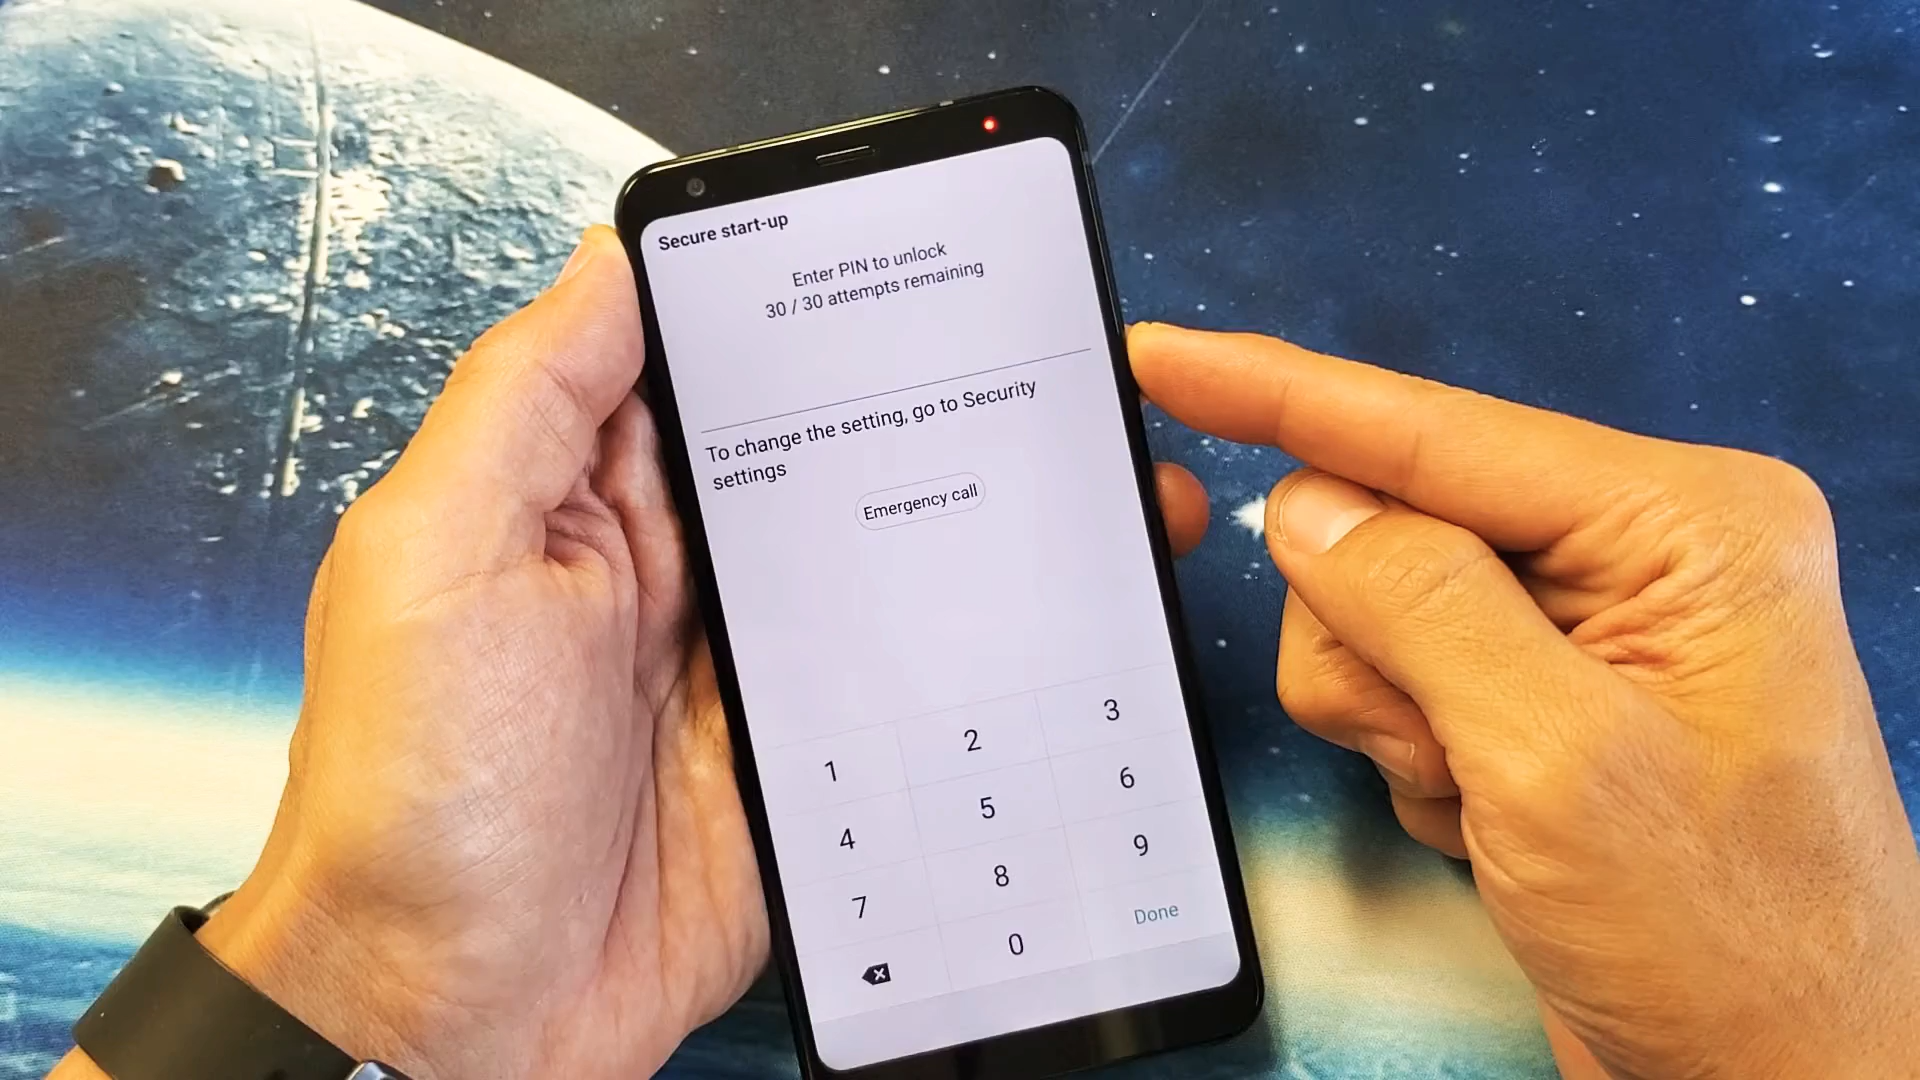 Secure start-up
Enter PIN to unlock
30 / 30 attempts remaining
To change the setting, go to Security
settings
Emergency call
1 2 3
4 5 6
7 8 9
0 Done